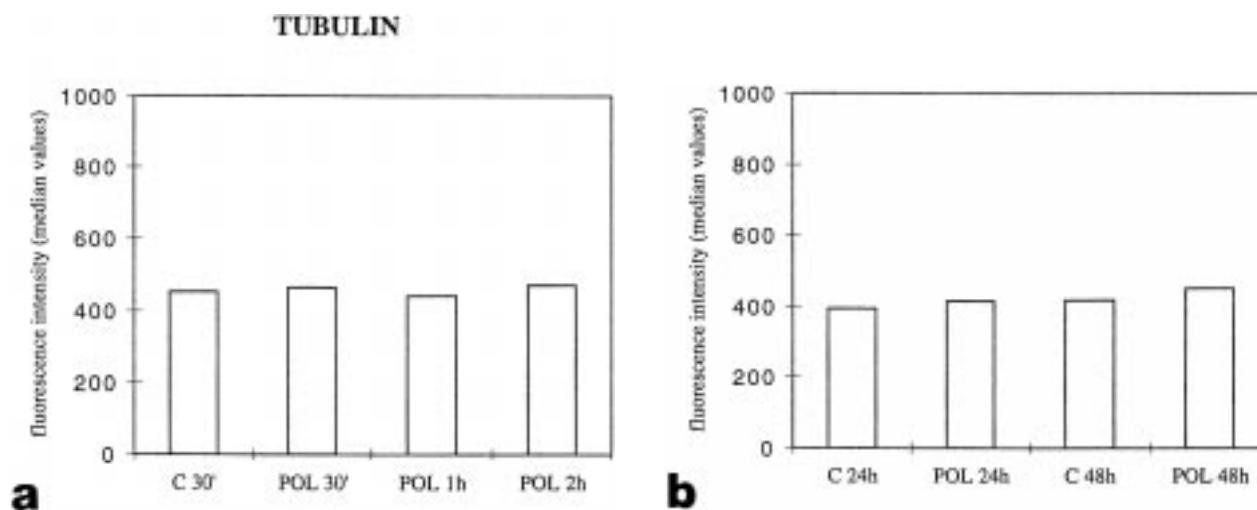 TUBULIN
fluorescence intensity (median values)
1000
800
600
400
200
0
C 30'
POL 30'
POL 1h
POL 2h
a
fluorescence intensity (median values)
1000
800
600
400
200
0
C 24h
POL 24h
C 48h
POL 48h
b